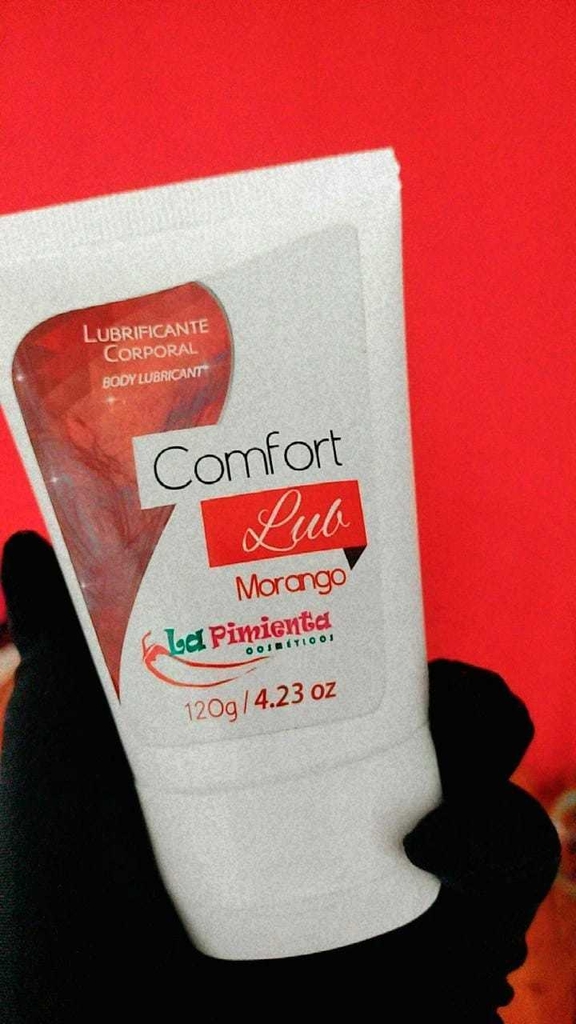 LUBRIFICANTE
CORPORAL
BODY LUBRICANT
Comfort
Lub
Morango
La Pimienta
COSMÉTICOS
120g / 4.23 oz